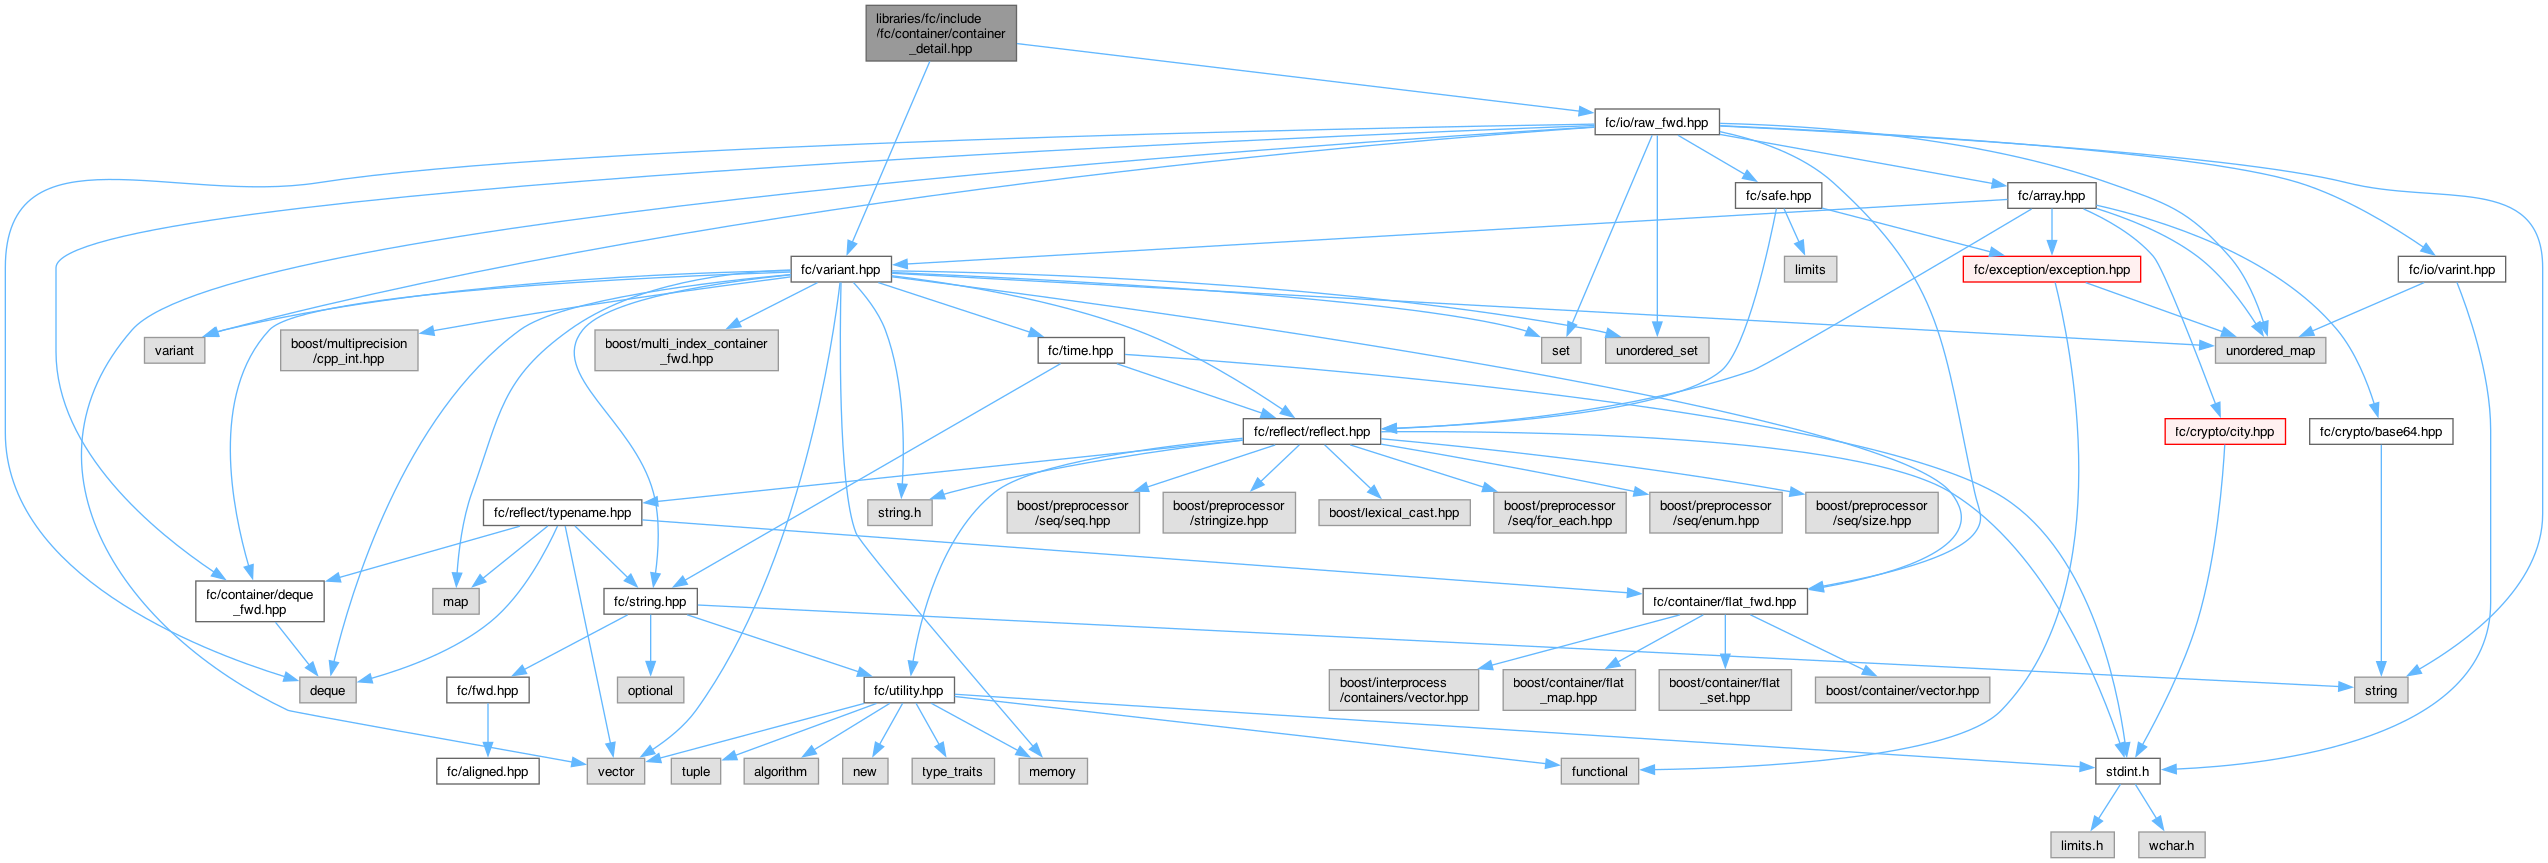 libraries/fc/include
/fc/container/container
_detail.hpp
fc/io/raw_fwd.hpp
fc/safe.hpp
fc/array.hpp
fc/variant.hpp
limits
fc/exception/exception.hpp
fc/io/varint.hpp
variant
boost/multiprecision
/cpp_int.hpp
boost/multi_index_container
_fwd.hpp
fc/time.hpp
set
unordered_set
unordered_map
fc/reflect/reflect.hpp
fc/crypto/city.hpp
fc/crypto/base64.hpp
fc/reflect/typename.hpp
string.h
boost/preprocessor
/seq/seq.hpp
boost/preprocessor
/stringize.hpp
boost/lexical_cast.hpp
boost/preprocessor
/seq/for_each.hpp
boost/preprocessor
/seq/enum.hpp
boost/preprocessor
/seq/size.hpp
fc/container/deque
_fwd.hpp
map
fc/string.hpp
fc/container/flat_fwd.hpp
deque
fc/fwd.hpp
optional
fc/utility.hpp
boost/interprocess
/containers/vector.hpp
boost/container/flat
_map.hpp
boost/container/flat
_set.hpp
boost/container/vector.hpp
string
fc/aligned.hpp
vector
tuple
algorithm
new
type_traits
memory
functional
stdint.h
limits.h
wchar.h